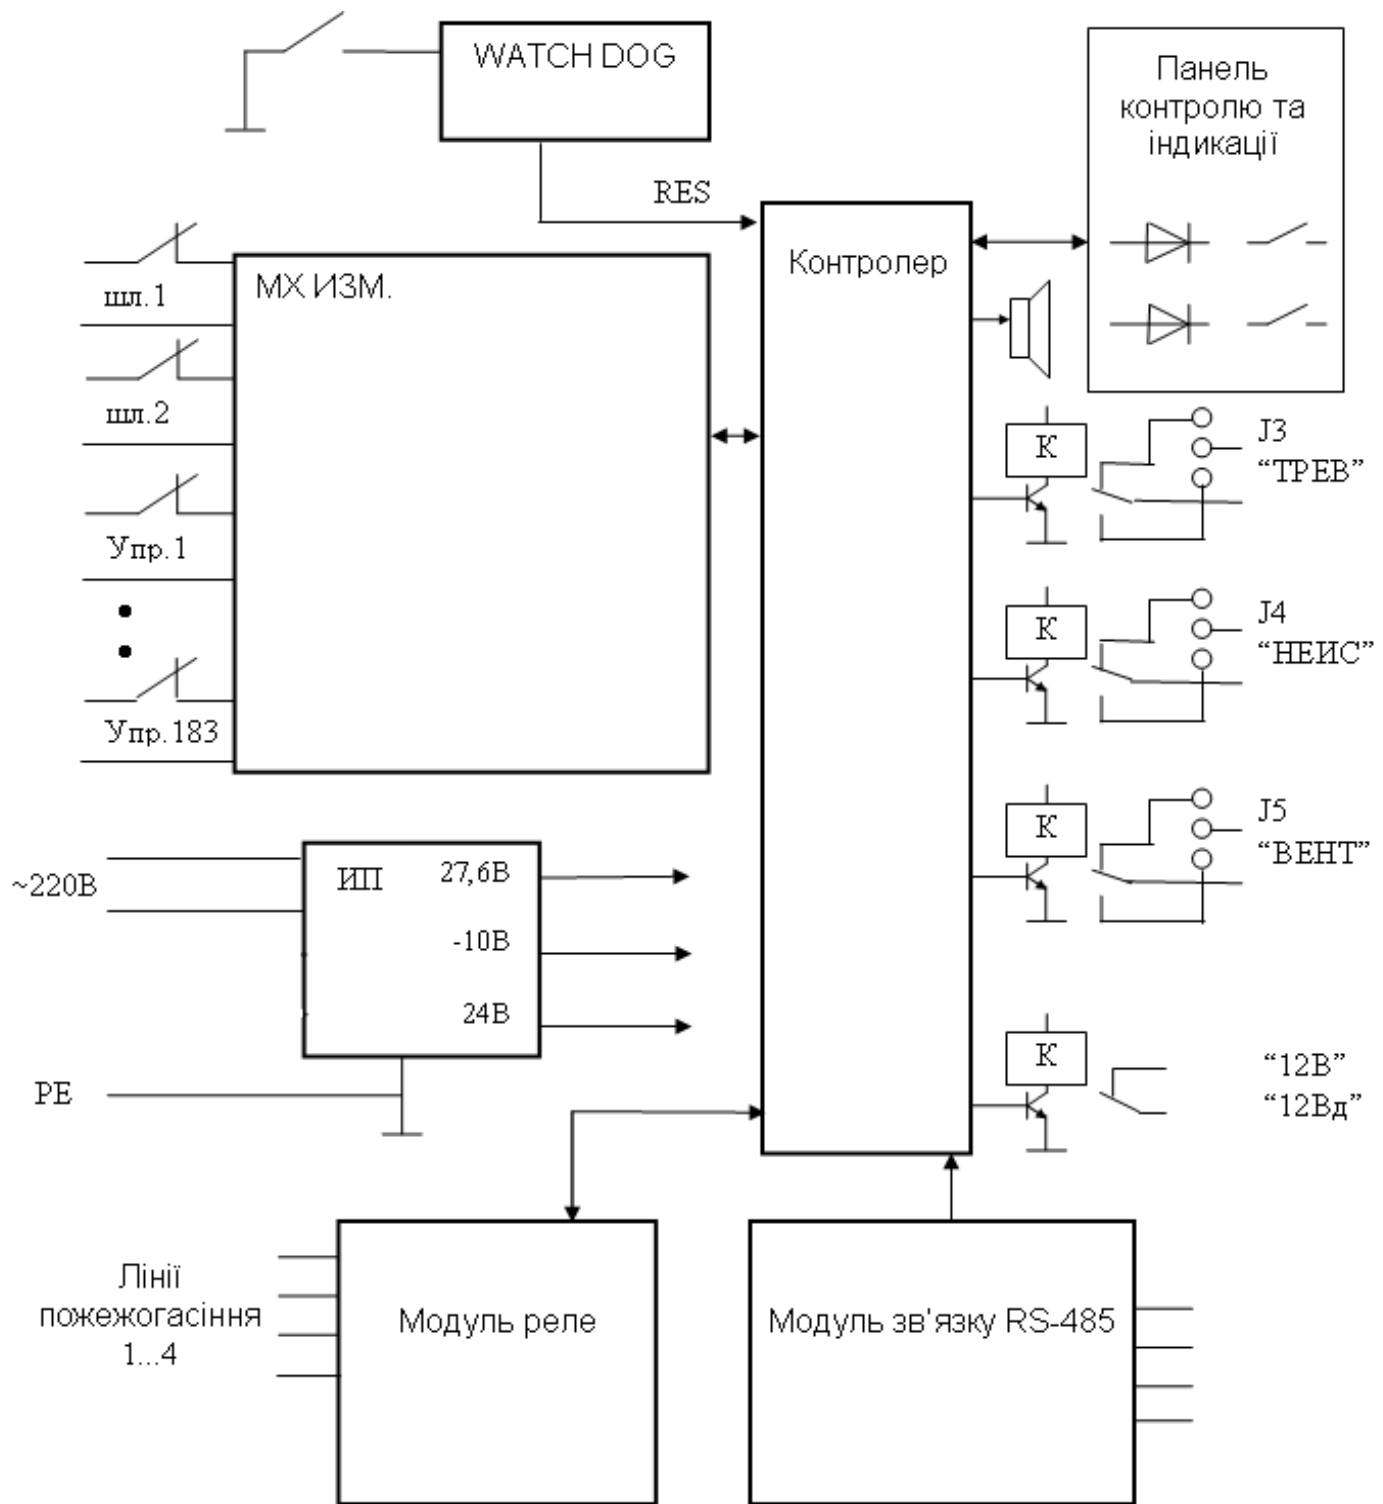 WATCH DOG
Панель
контролю та
індикації
RES
Контролер
МХ ИЗМ.
шл.1
шл.2
Упр.1
Упр.183
К
J3
“ТРЕВ”
К
J4
“НЕИС”
К
J5
“ВЕНТ”
~220В
ИП
27,6В
-10В
24В
PE
К
“12В”
“12Вд”
Лінії
пожежогасіння
1...4
Модуль реле
Модуль зв'язку RS-485